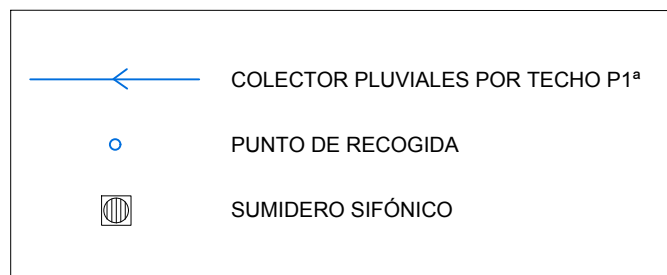 COLECTOR PLUVIALES POR TECHO P1ª
PUNTO DE RECOGIDA
SUMIDERO SIFÓNICO